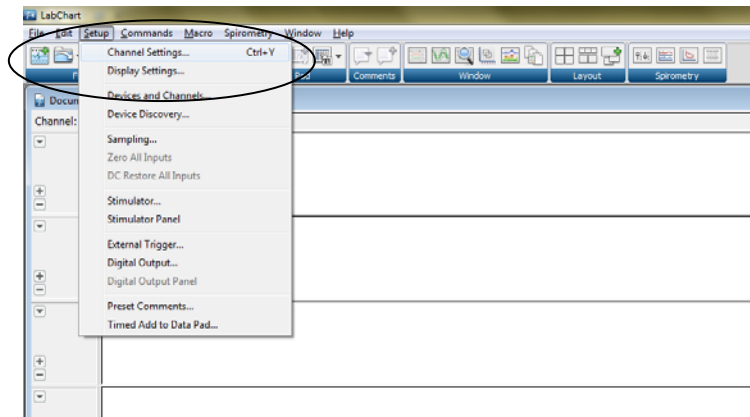 LabChart
File Edit Setup Commands Macro Spirometry Window Help
Channel Settings... Ctrl+Y
Display Settings...
Comments Window Layout Spirometry
Devices and Channels...
Device Discovery...
Channel:
Sampling...
Zero All Inputs
DC Restore All Inputs
Stimulator...
Stimulator Panel
External Trigger...
Digital Output...
Digital Output Panel
Preset Comments...
Timed Add to Data Pad...